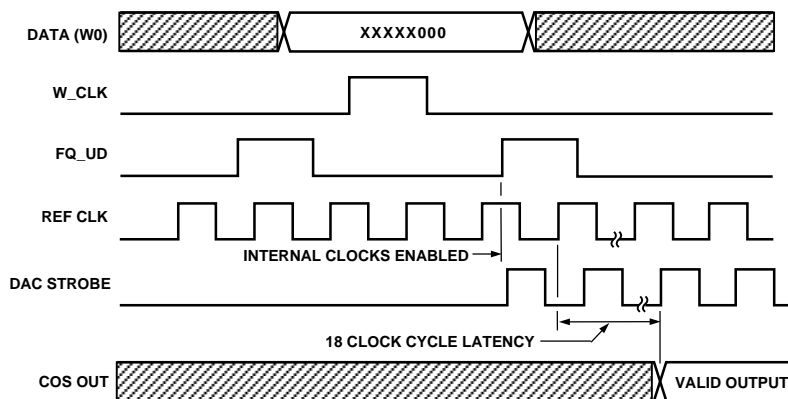 DATA (W0)
XXXXX000
W_CLK
FQ_UD
REF CLK
INTERNAL CLOCKS ENABLED
DAC STROBE
18 CLOCK CYCLE LATENCY
COS OUT
VALID OUTPUT